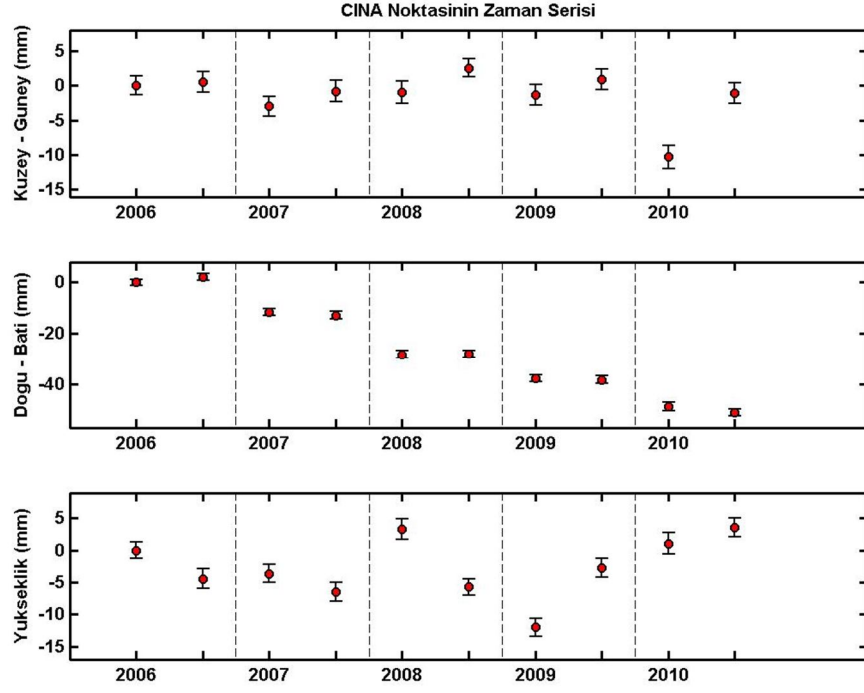 CINA Noktasinin Zaman Serisi
Kuzey - Guney (mm)
5
0
-5
-10
-15
2006 2007 2008 2009 2010
Dogu - Bati (mm)
0
-20
-40
2006 2007 2008 2009 2010
Yukseklik (mm)
5
0
-5
-10
-15
2006 2007 2008 2009 2010